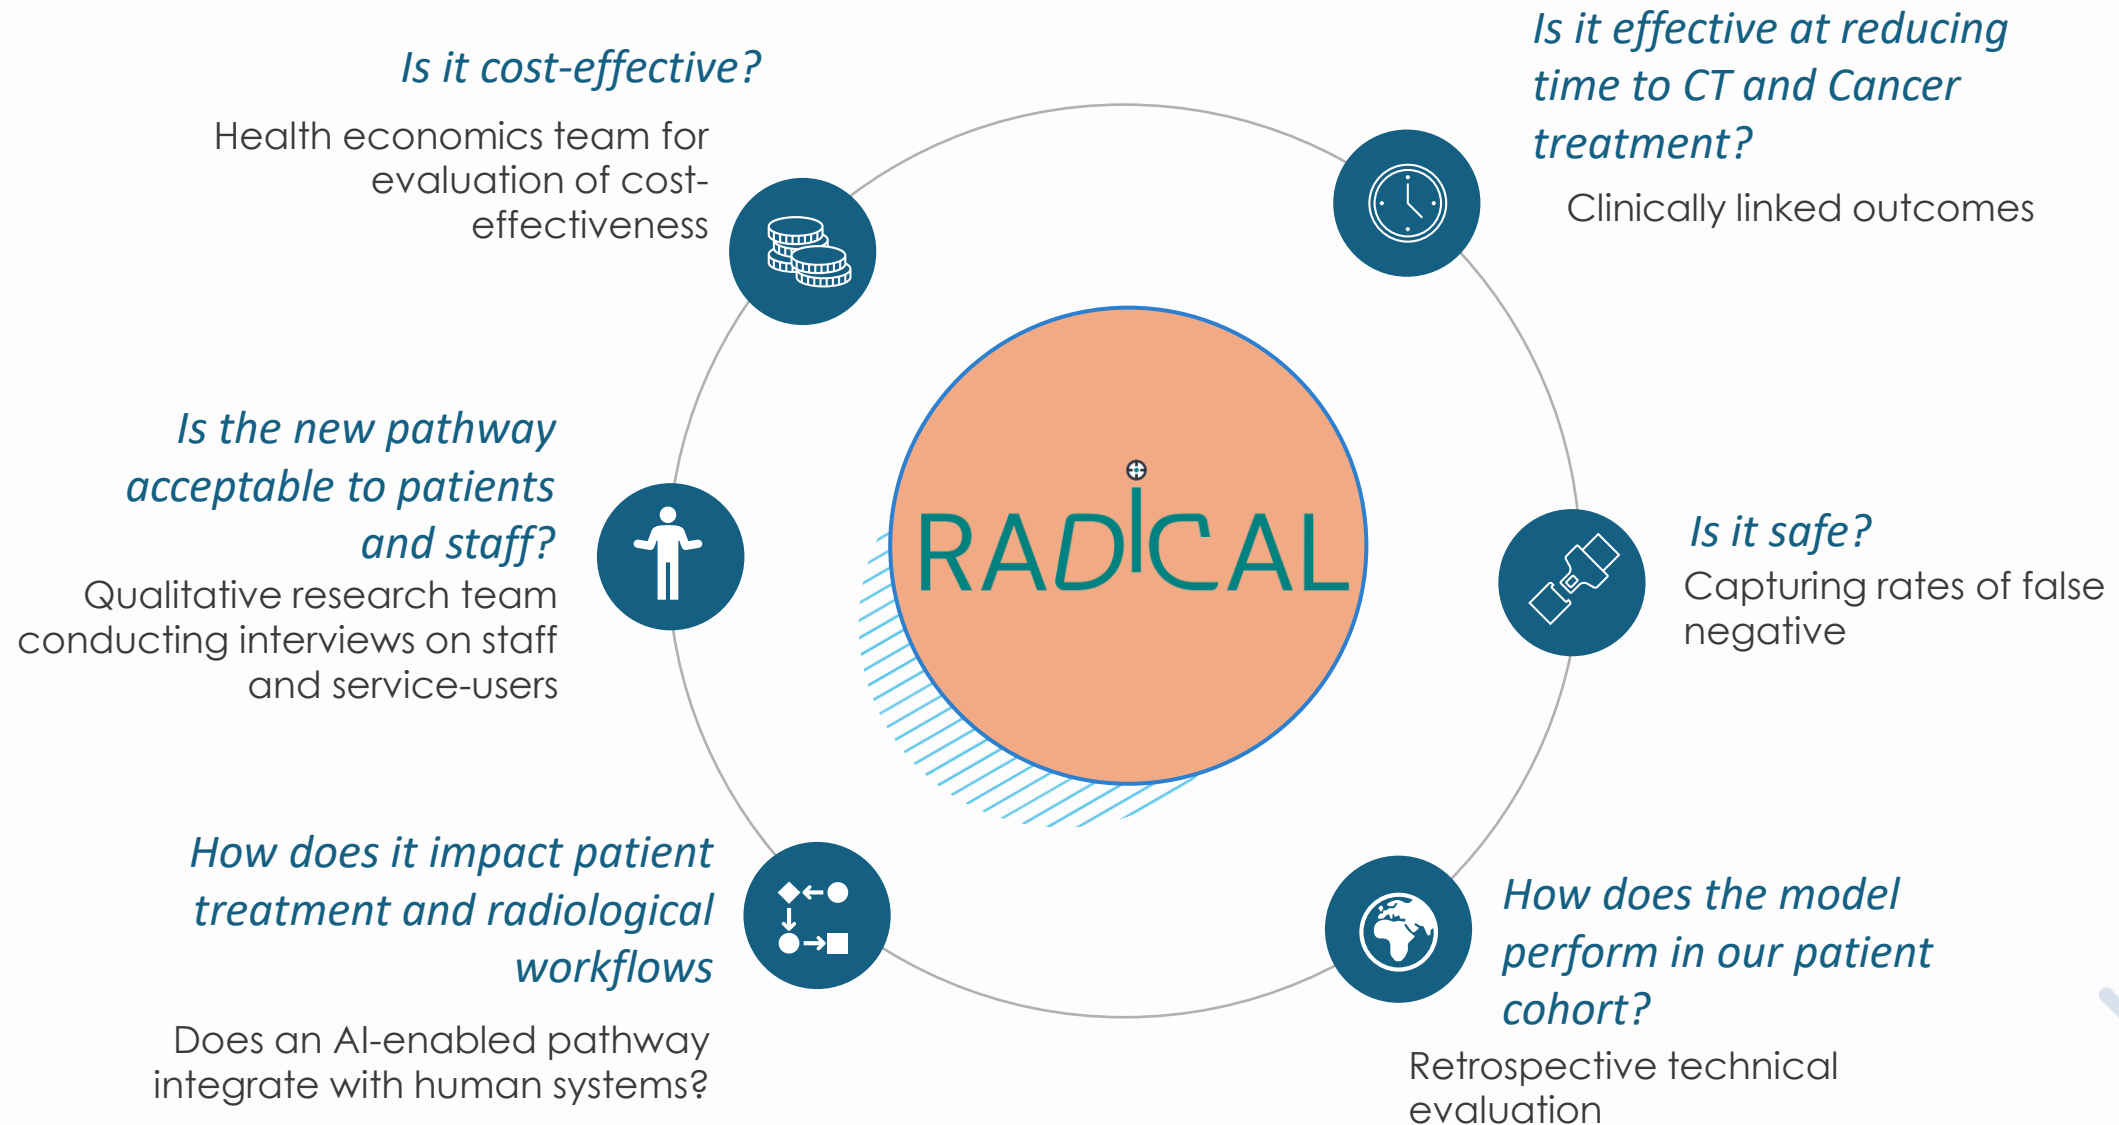 Is it cost-effective?
Health economics team for
evaluation of cost-
effectiveness
Is it effective at reducing
time to CT and Cancer
treatment?
Clinically linked outcomes
Is the new pathway
acceptable to patients
and staff?
Qualitative research team
conducting interviews on staff
and service-users
RADICAL
Is it safe?
Capturing rates of false
negative
How does it impact patient
treatment and radiological
workflows
Does an AI-enabled pathway
integrate with human systems?
How does the model
perform in our patient
cohort?
Retrospective technical
evaluation